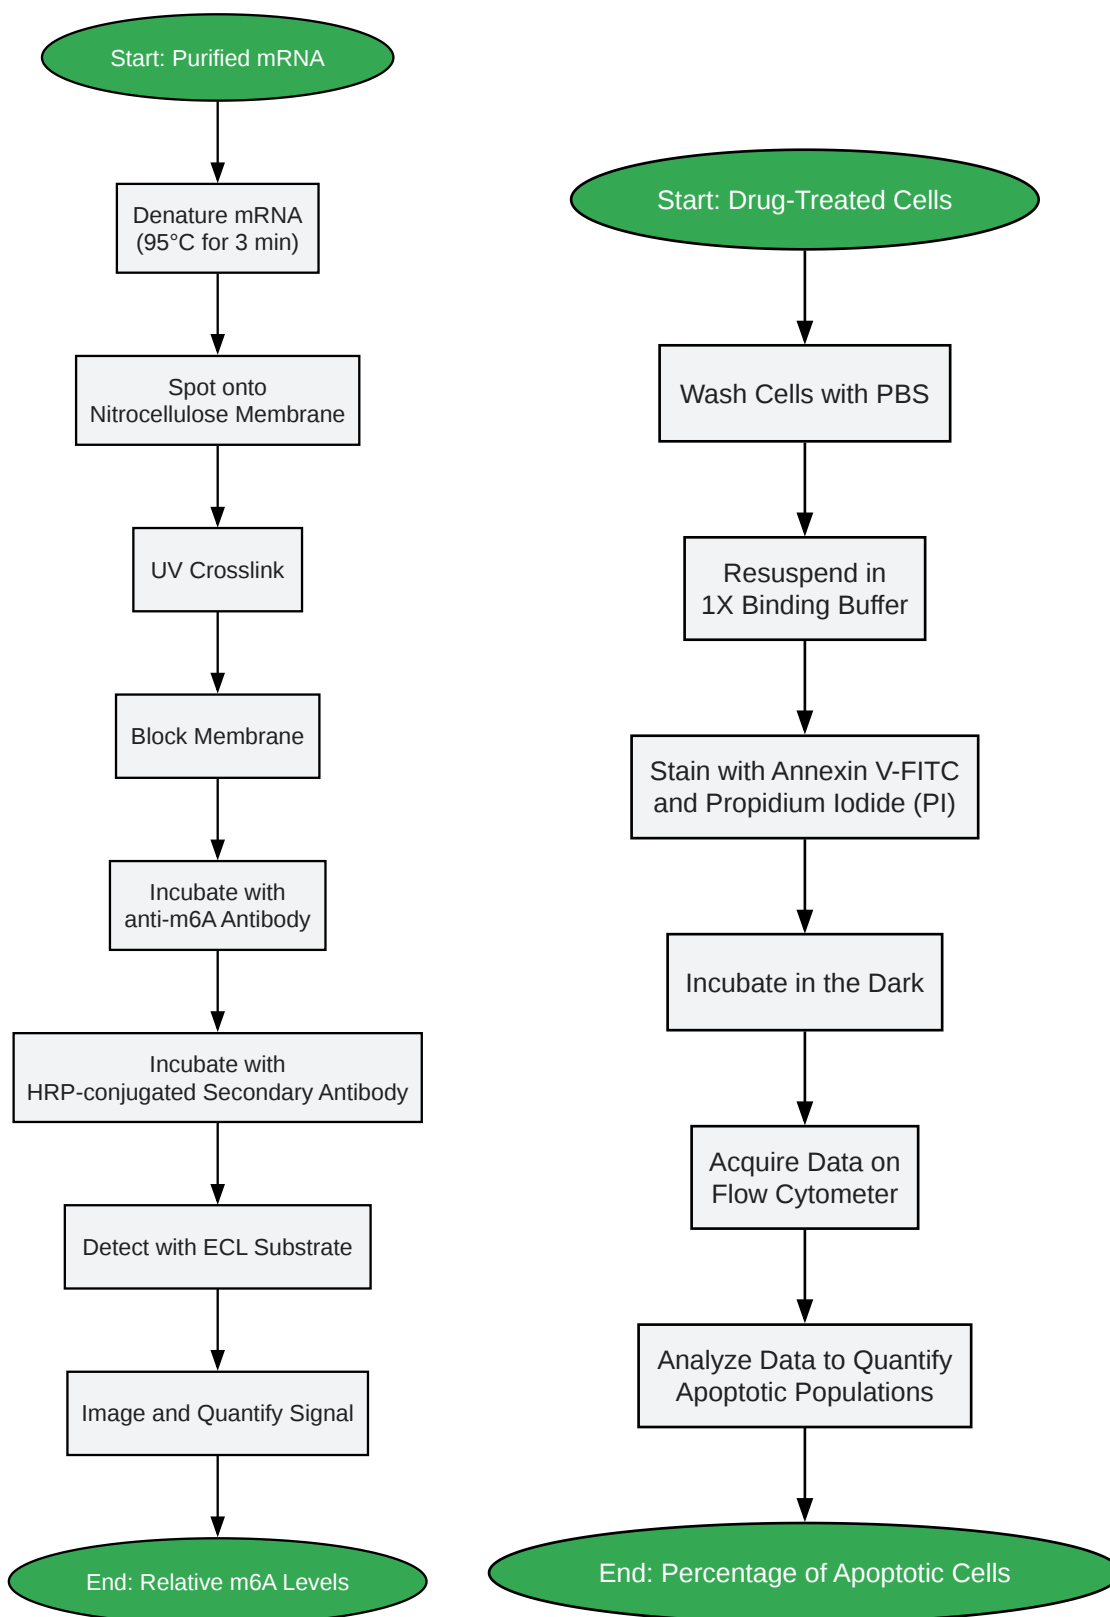 Start: Purified mRNA
Denature mRNA
(95°C for 3 min)
Spot onto
Nitrocellulose Membrane
UV Crosslink
Block Membrane
Incubate with
anti-m6A Antibody
Incubate with
HRP-conjugated Secondary Antibody
Detect with ECL Substrate
Image and Quantify Signal
End: Relative m6A Levels
Start: Drug-Treated Cells
Wash Cells with PBS
Resuspend in
1X Binding Buffer
Stain with Annexin V-FITC
and Propidium Iodide (PI)
Incubate in the Dark
Acquire Data on
Flow Cytometer
Analyze Data to Quantify
Apoptotic Populations
End: Percentage of Apoptotic Cells